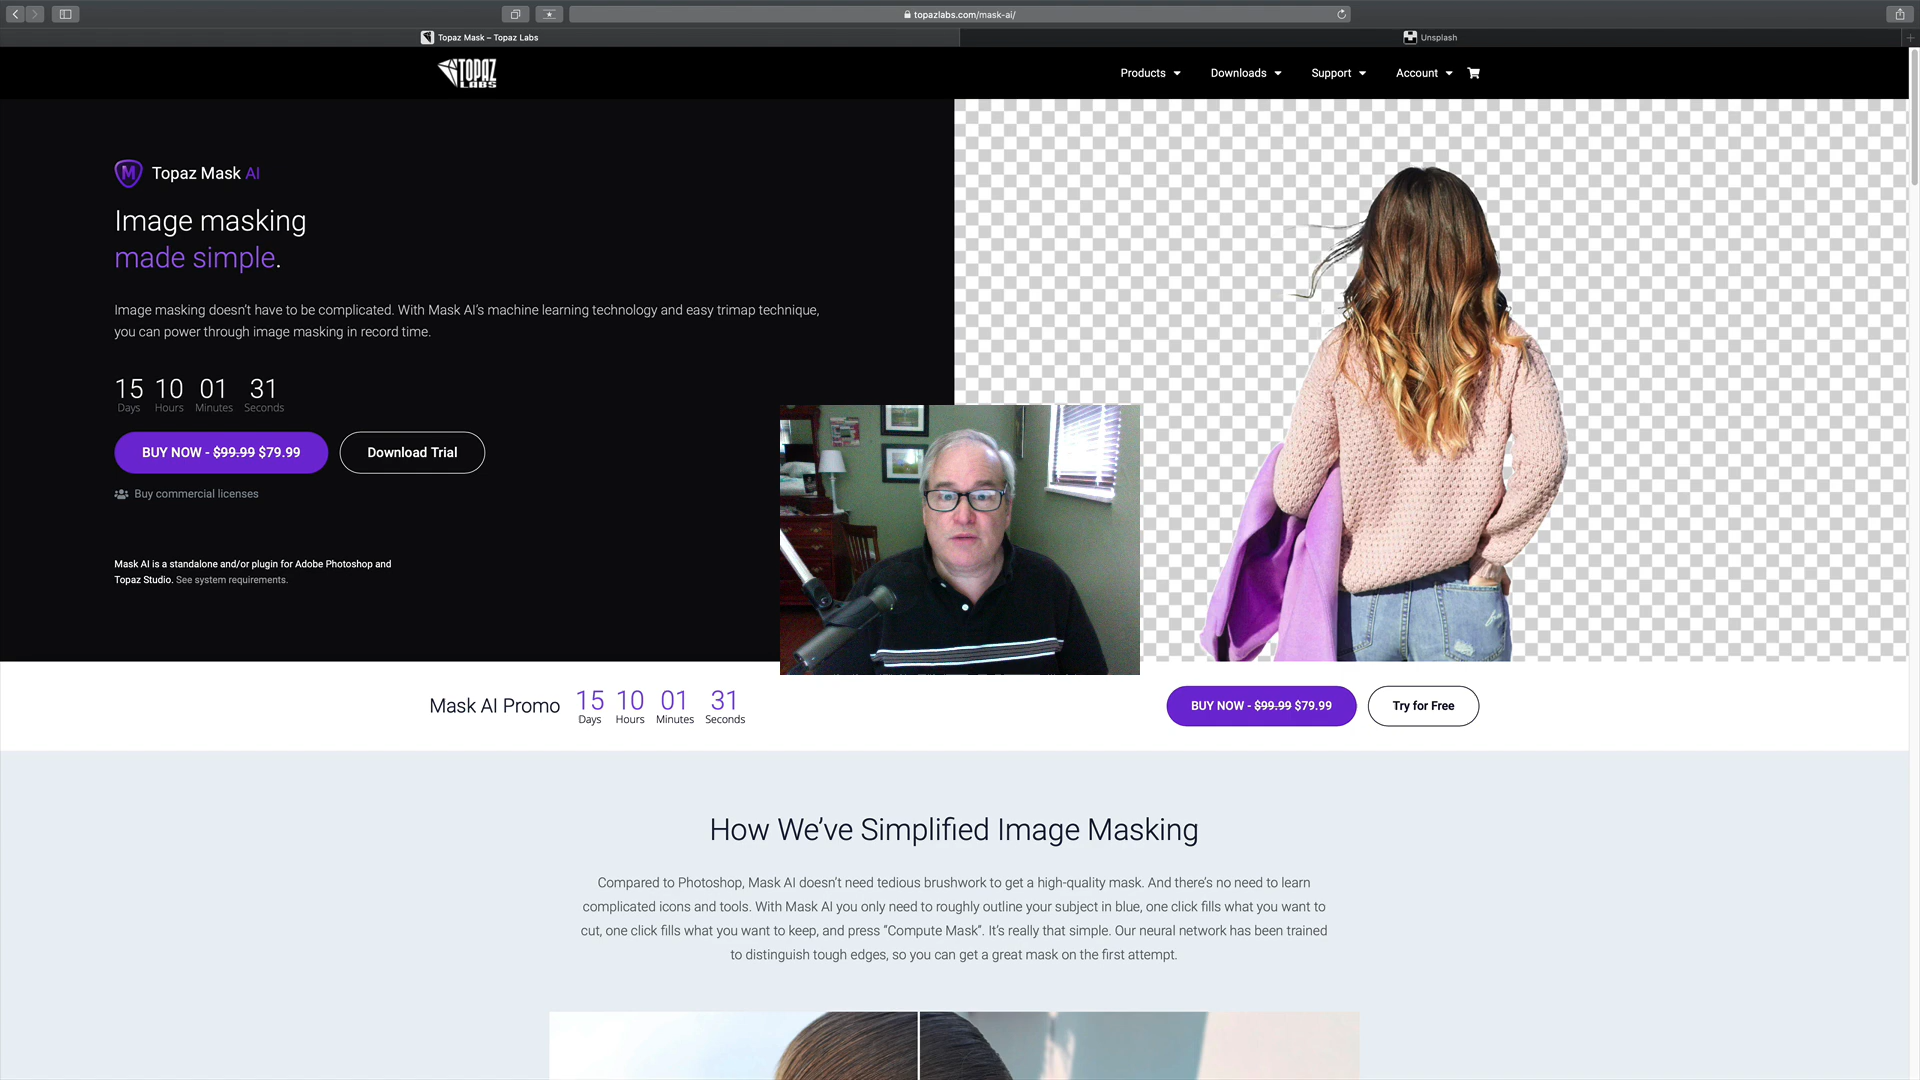 topazlabs.com/mask-ai/
Topaz Mask – Topaz Labs
Unsplash
TOPAZ
LABS
Products
Downloads
Support
Account
M
Topaz Mask AI
Image masking
made simple.
Image masking doesn’t have to be complicated. With Mask AI’s machine learning technology and easy trimap technique,
you can power through image masking in record time.
15 10 01 31
Days Hours Minutes Seconds
BUY NOW - $99.99 $79.99
Download Trial
Buy commercial licenses
Mask AI is a standalone and/or plugin for Adobe Photoshop and
Topaz Studio. See system requirements.
Mask AI Promo
15 10 01 31
Days Hours Minutes Seconds
BUY NOW - $99.99 $79.99
Try for Free
How We’ve Simplified Image Masking
Compared to Photoshop, Mask AI doesn’t need tedious brushwork to get a high-quality mask. And there’s no need to learn
complicated icons and tools. With Mask AI you only need to roughly outline your subject in blue, one click fills what you want to
cut, one click fills what you want to keep, and press “Compute Mask”. It’s really that simple. Our neural network has been trained
to distinguish tough edges, so you can get a great mask on the first attempt.